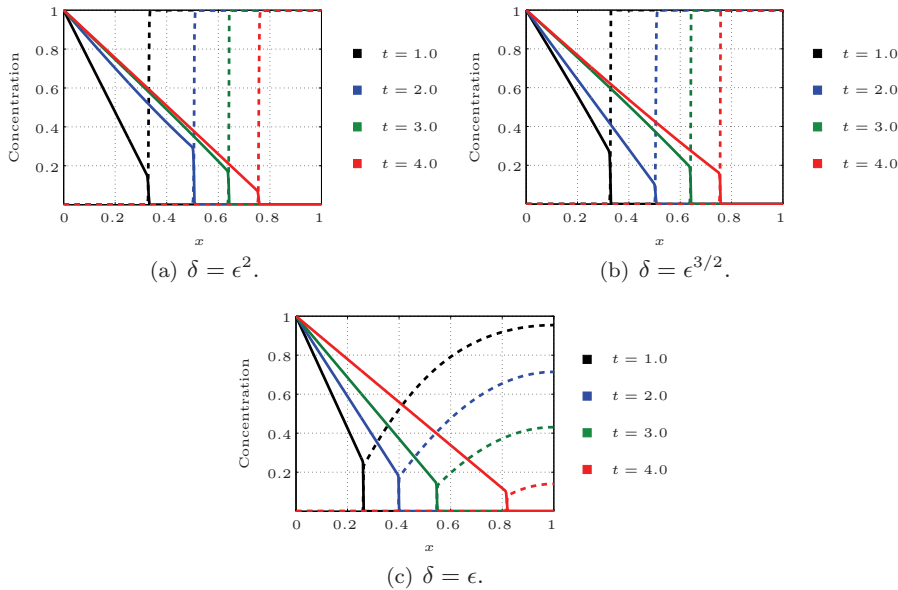 1
0.8
0.6
0.4
0.2
Concentration
0 0.2 0.4 0.6 0.8 1
x
t = 1.0
t = 2.0
t = 3.0
t = 4.0
(a) δ = ϵ².
1
0.8
0.6
0.4
0.2
Concentration
0 0.2 0.4 0.6 0.8 1
x
t = 1.0
t = 2.0
t = 3.0
t = 4.0
(b) δ = ϵ^{3/2}.
1
0.8
0.6
0.4
0.2
Concentration
0 0.2 0.4 0.6 0.8 1
x
t = 1.0
t = 2.0
t = 3.0
t = 4.0
(c) δ = ϵ.